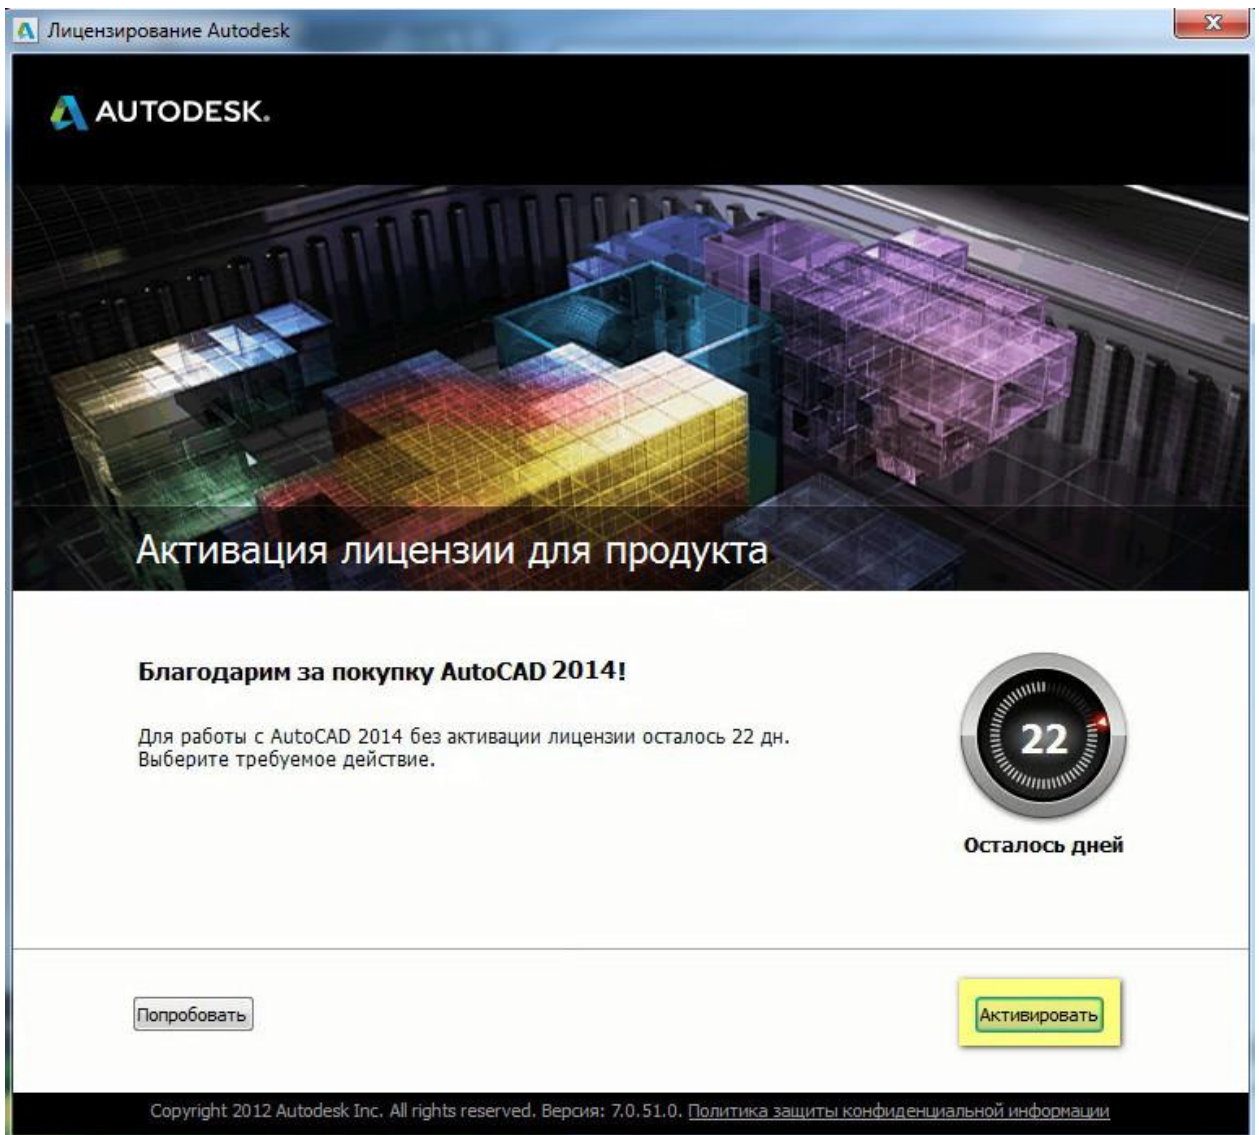 Лицензирование Autodesk
AUTODESK.
Активация лицензии для продукта
Благодарим за покупку AutoCAD 2014!
Для работы с AutoCAD 2014 без активации лицензии осталось 22 дн.
Выберите требуемое действие.
22
Осталось дней
Попробовать
Активировать
Copyright 2012 Autodesk Inc. All rights reserved. Версия: 7.0.51.0. Политика защиты конфиденциальной информации